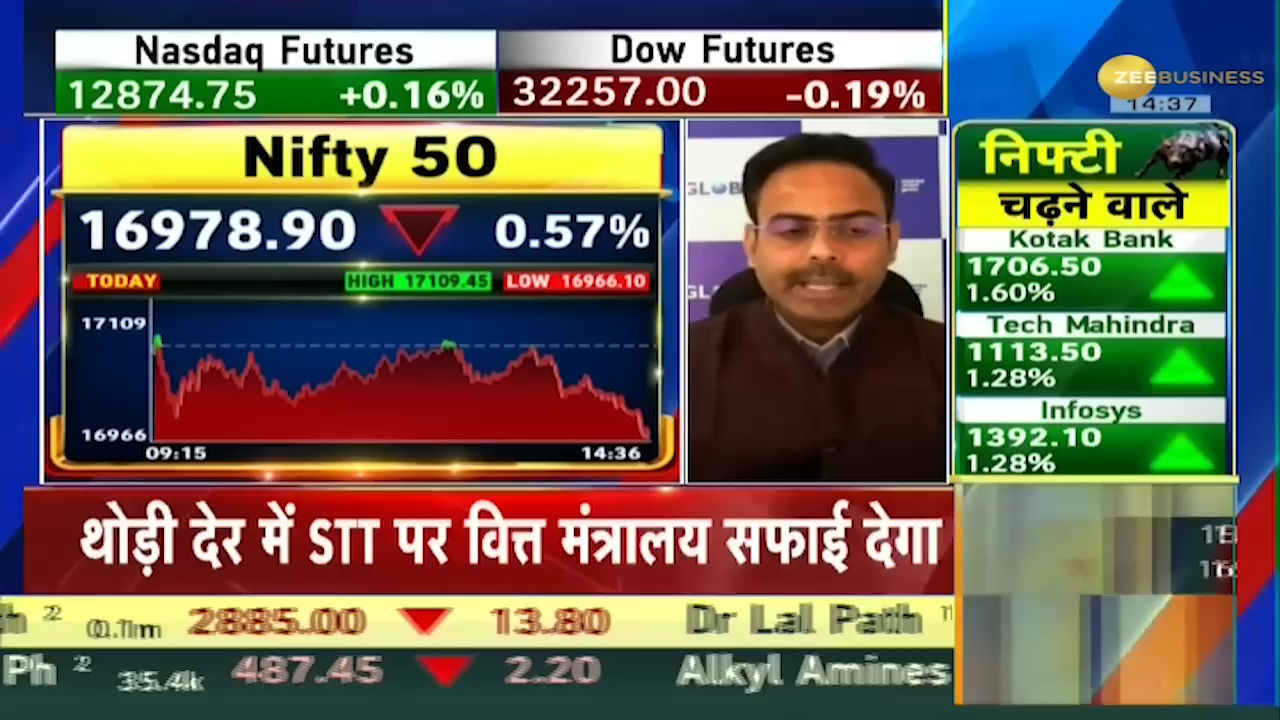 Nasdaq Futures
12874.75 +0.16%
Dow Futures
32257.00 -0.19%
ZEEBUSINESS
14:37
Nifty 50
16978.90 0.57%
TODAY HIGH 17109.45 LOW 16966.10
17109
16966
09:15 14:36
निफ्टी
चढ़ने वाले
Kotak Bank
1706.50
1.60%
Tech Mahindra
1113.50
1.28%
Infosys
1392.10
1.28%
थोड़ी देर में STT पर वित्त मंत्रालय सफाई देगा
2885.00 13.80 Dr Lal Path
Ph 35.4k 487.45 2.20 Alkyl Amines